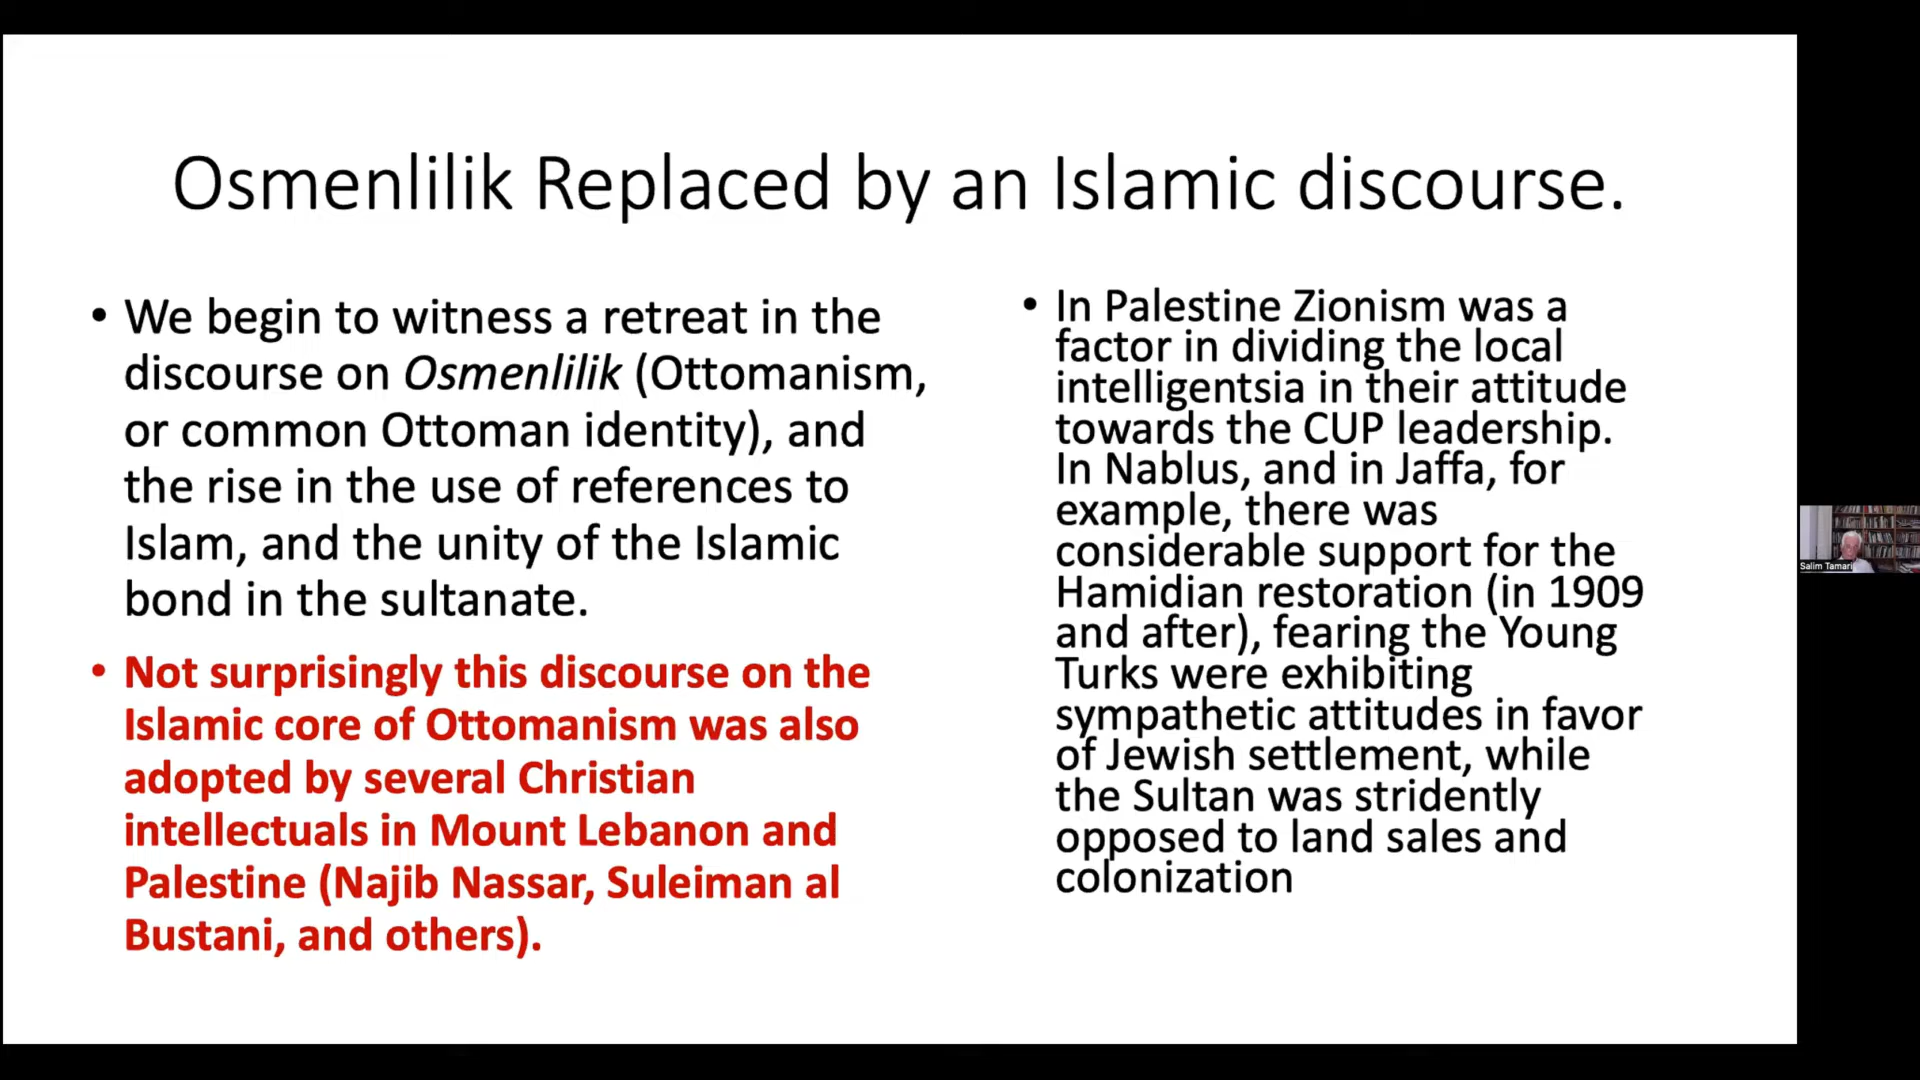 Osmenlilik Replaced by an Islamic discourse.
• We begin to witness a retreat in the
discourse on Osmenlilik (Ottomanism,
or common Ottoman identity), and
the rise in the use of references to
Islam, and the unity of the Islamic
bond in the sultanate.
• Not surprisingly this discourse on the
Islamic core of Ottomanism was also
adopted by several Christian
intellectuals in Mount Lebanon and
Palestine (Najib Nassar, Suleiman al
Bustani, and others).
• In Palestine Zionism was a
factor in dividing the local
intelligentsia in their attitude
towards the CUP leadership.
In Nablus, and in Jaffa, for
example, there was
considerable support for the
Hamidian restoration (in 1909
and after), fearing the Young
Turks were exhibiting
sympathetic attitudes in favor
of Jewish settlement, while
the Sultan was stridently
opposed to land sales and
colonization
Salim Tamari